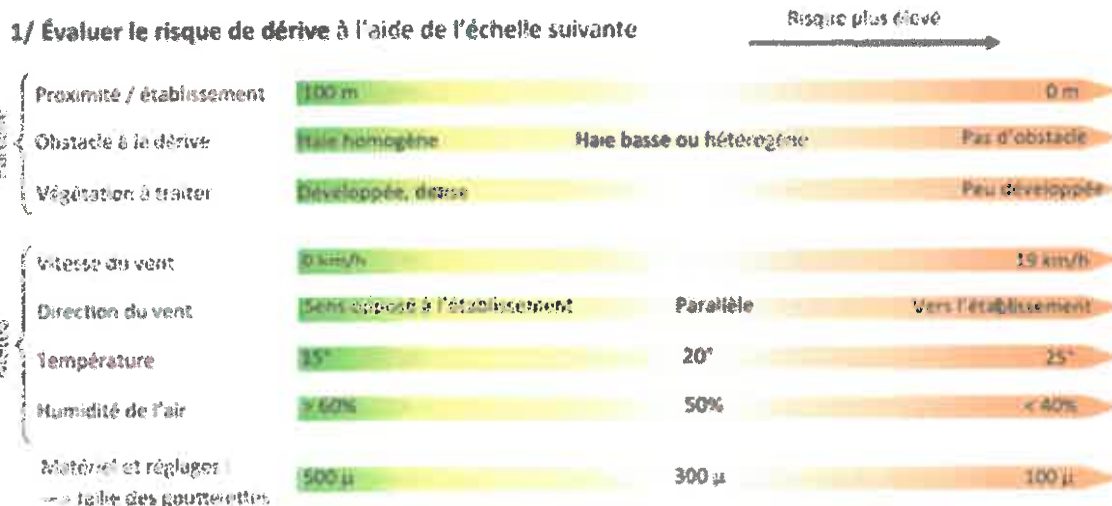 1/ Évaluer le risque de dérive à l'aide de l'échelle suivante
Risque plus élevé
Proximité / établissement 100 m 0 m
Obstacle à la dérive Haie homogène Haie basse ou hétérogène Pas d'obstacle
Végétation à traiter Développée, dense Peu développée
Vitesse du vent 0 km/h 19 km/h
Direction du vent Sens opposé à l'établissement Parallèle Vers l'établissement
Température 15° 20° 25°
Humidité de l'air > 60% 50% < 40%
Matériel et réglages :
taille des gouttelettes 500 µ 300 µ 100 µ